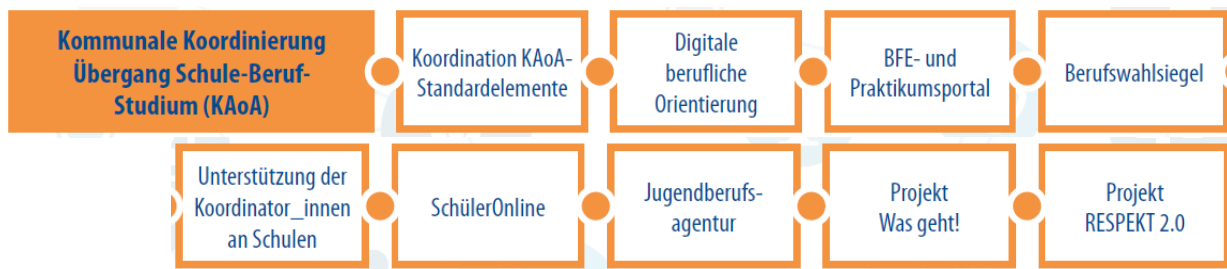 Kommunale Koordinierung
Übergang Schule-Beruf-
Studium (KAoA)
Koordination KAoA-
Standardelemente
Digitale
berufliche
Orientierung
BFE- und
Praktikumsportal
Berufswahlsiegel
Unterstützung der
Koordinator_innen
an Schulen
SchülerOnline
Jugendberufs-
agentur
Projekt
Was geht!
Projekt
RESPEKT 2.0